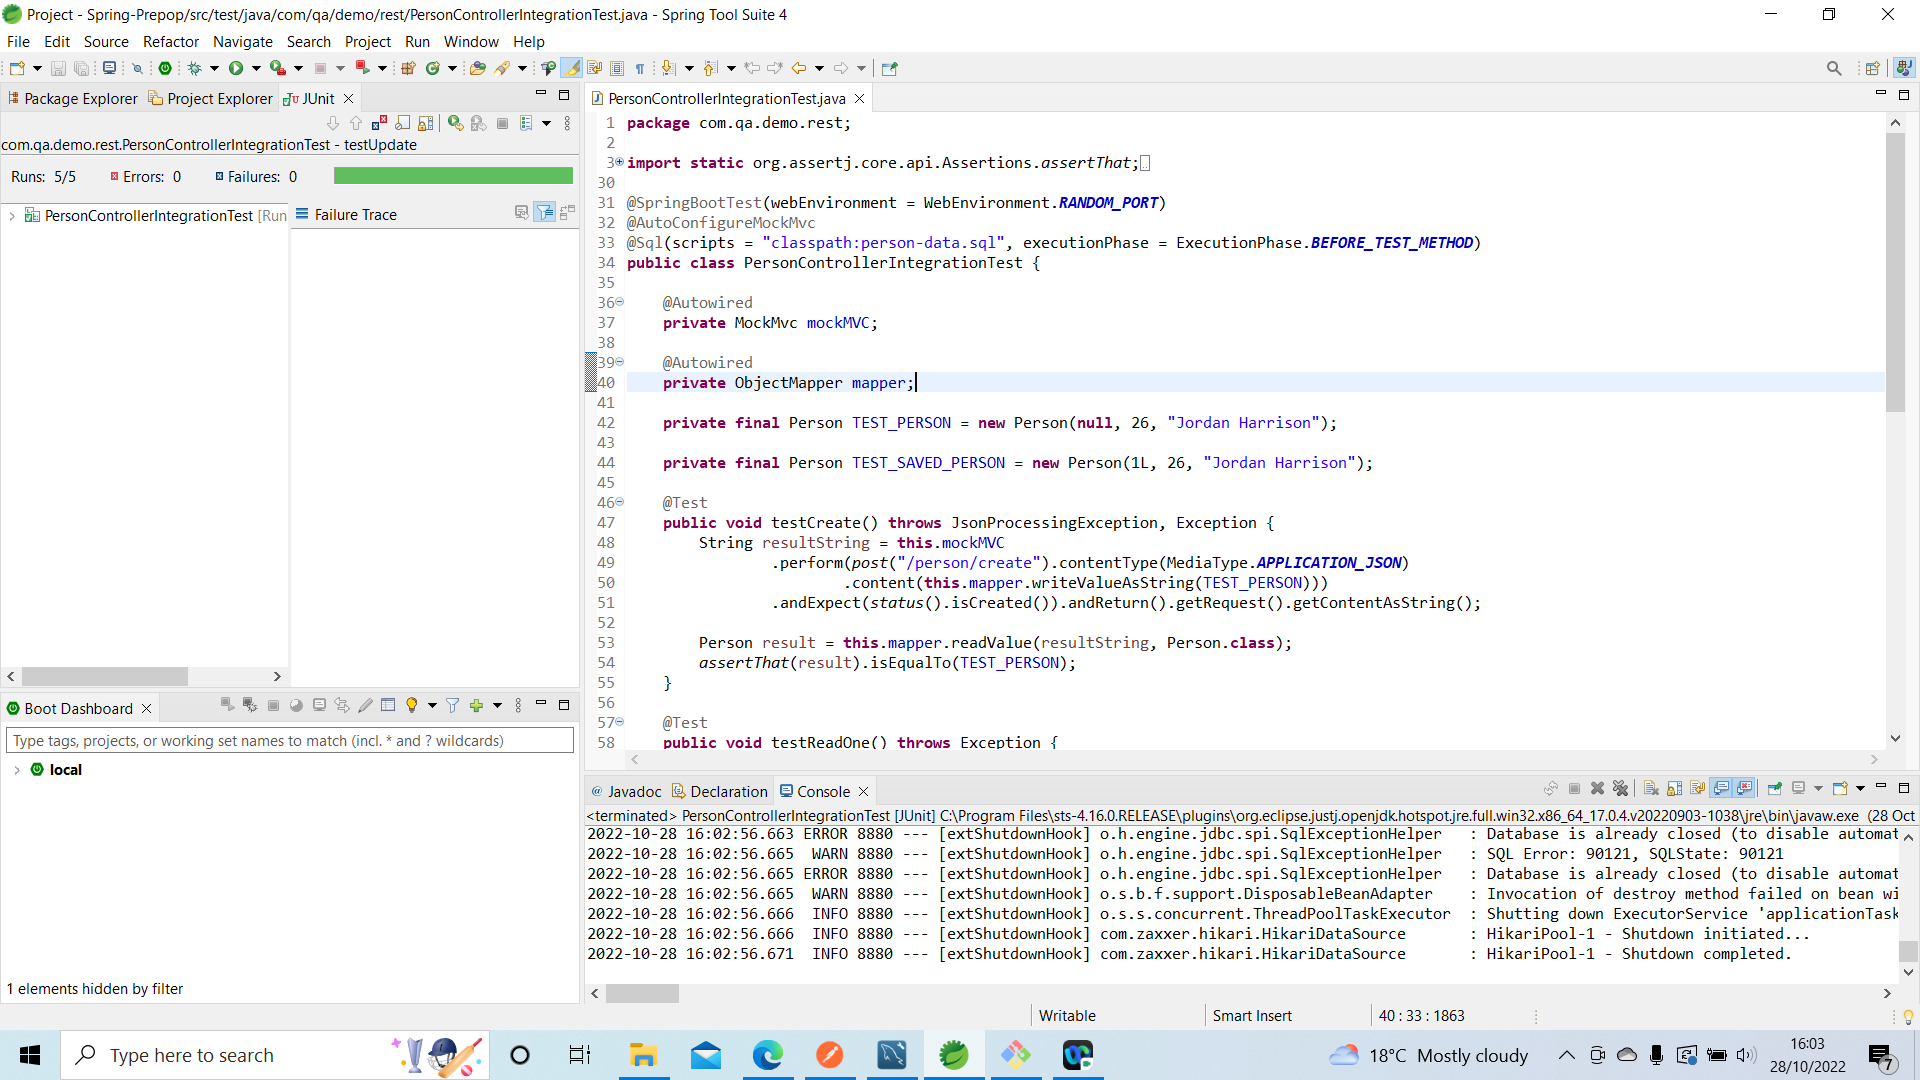 Project - Spring-Prepop/src/test/java/com/qa/demo/rest/PersonControllerIntegrationTest.java - Spring Tool Suite 4
File Edit Source Refactor Navigate Search Project Run Window Help
Package Explorer Project Explorer JUnit
com.qa.demo.rest.PersonControllerIntegrationTest - testUpdate
Runs: 5/5 Errors: 0 Failures: 0
PersonControllerIntegrationTest [Run
Failure Trace
Boot Dashboard
Type tags, projects, or working set names to match (incl. * and ? wildcards)
local
1 elements hidden by filter
PersonControllerIntegrationTest.java
1 package com.qa.demo.rest;
2
3 import static org.assertj.core.api.Assertions.assertThat;
30
31 @SpringBootTest(webEnvironment = WebEnvironment.RANDOM_PORT)
32 @AutoConfigureMockMvc
33 @Sql(scripts = "classpath:person-data.sql", executionPhase = ExecutionPhase.BEFORE_TEST_METHOD)
34 public class PersonControllerIntegrationTest {
35
36 @Autowired
37 private MockMvc mockMVC;
38
39 @Autowired
40 private ObjectMapper mapper;
41
42 private final Person TEST_PERSON = new Person(null, 26, "Jordan Harrison");
43
44 private final Person TEST_SAVED_PERSON = new Person(1L, 26, "Jordan Harrison");
45
46 @Test
47 public void testCreate() throws JsonProcessingException, Exception {
48 String resultString = this.mockMVC
49 .perform(post("/person/create").contentType(MediaType.APPLICATION_JSON)
50 .content(this.mapper.writeValueAsString(TEST_PERSON)))
51 .andExpect(status().isCreated()).andReturn().getRequest().getContentAsString();
52
53 Person result = this.mapper.readValue(resultString, Person.class);
54 assertThat(result).isEqualTo(TEST_PERSON);
55 }
56
57 @Test
58 public void testReadOne() throws Exception {
Javadoc Declaration Console
<terminated> PersonControllerIntegrationTest [JUnit] C:\Program Files\sts-4.16.0.RELEASE\plugins\org.eclipse.justj.openjdk.hotspot.jre.full.win32.x86_64_17.0.4.v20220903-1038\jre\bin\javaw.exe (28 Oct
2022-10-28 16:02:56.663 ERROR 8880 --- [extShutdownHook] o.h.engine.jdbc.spi.SqlExceptionHelper : Database is already closed (to disable automat
2022-10-28 16:02:56.665 WARN 8880 --- [extShutdownHook] o.h.engine.jdbc.spi.SqlExceptionHelper : SQL Error: 90121, SQLState: 90121
2022-10-28 16:02:56.665 ERROR 8880 --- [extShutdownHook] o.h.engine.jdbc.spi.SqlExceptionHelper : Database is already closed (to disable automat
2022-10-28 16:02:56.665 WARN 8880 --- [extShutdownHook] o.s.b.f.support.DisposableBeanAdapter : Invocation of destroy method failed on bean wi
2022-10-28 16:02:56.666 INFO 8880 --- [extShutdownHook] o.s.s.concurrent.ThreadPoolTaskExecutor : Shutting down ExecutorService 'applicationTask
2022-10-28 16:02:56.666 INFO 8880 --- [extShutdownHook] com.zaxxer.hikari.HikariDataSource : HikariPool-1 - Shutdown initiated...
2022-10-28 16:02:56.671 INFO 8880 --- [extShutdownHook] com.zaxxer.hikari.HikariDataSource : HikariPool-1 - Shutdown completed.
Writable Smart Insert 40 : 33 : 1863
Type here to search
18°C Mostly cloudy
16:03
28/10/2022
7